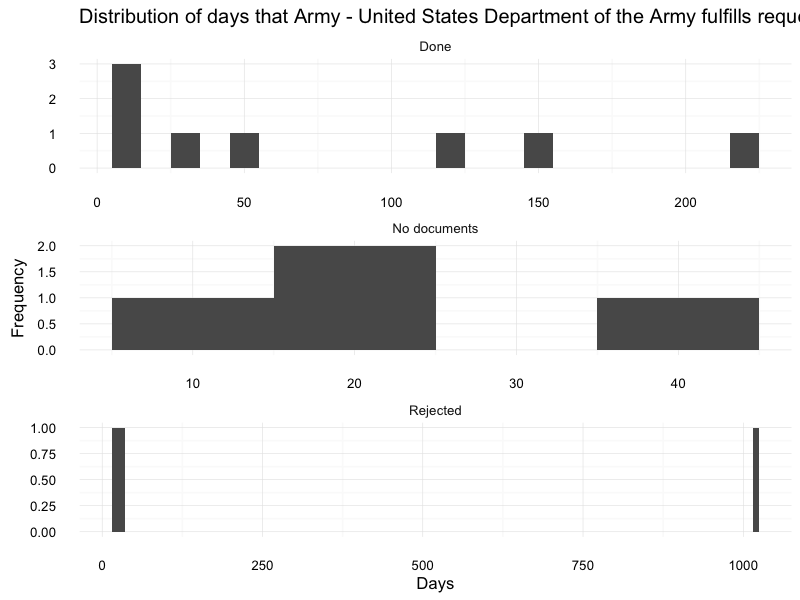 Distribution of days that Army - United States Department of the Army fulfills
Done
3
2
1
0
0 50 100 150 200
No documents
2.0
1.5
1.0
0.5
0.0
10 20 30 40
Frequency
Rejected
1.00
0.75
0.50
0.25
0.00
0 250 500 750 1000
Days